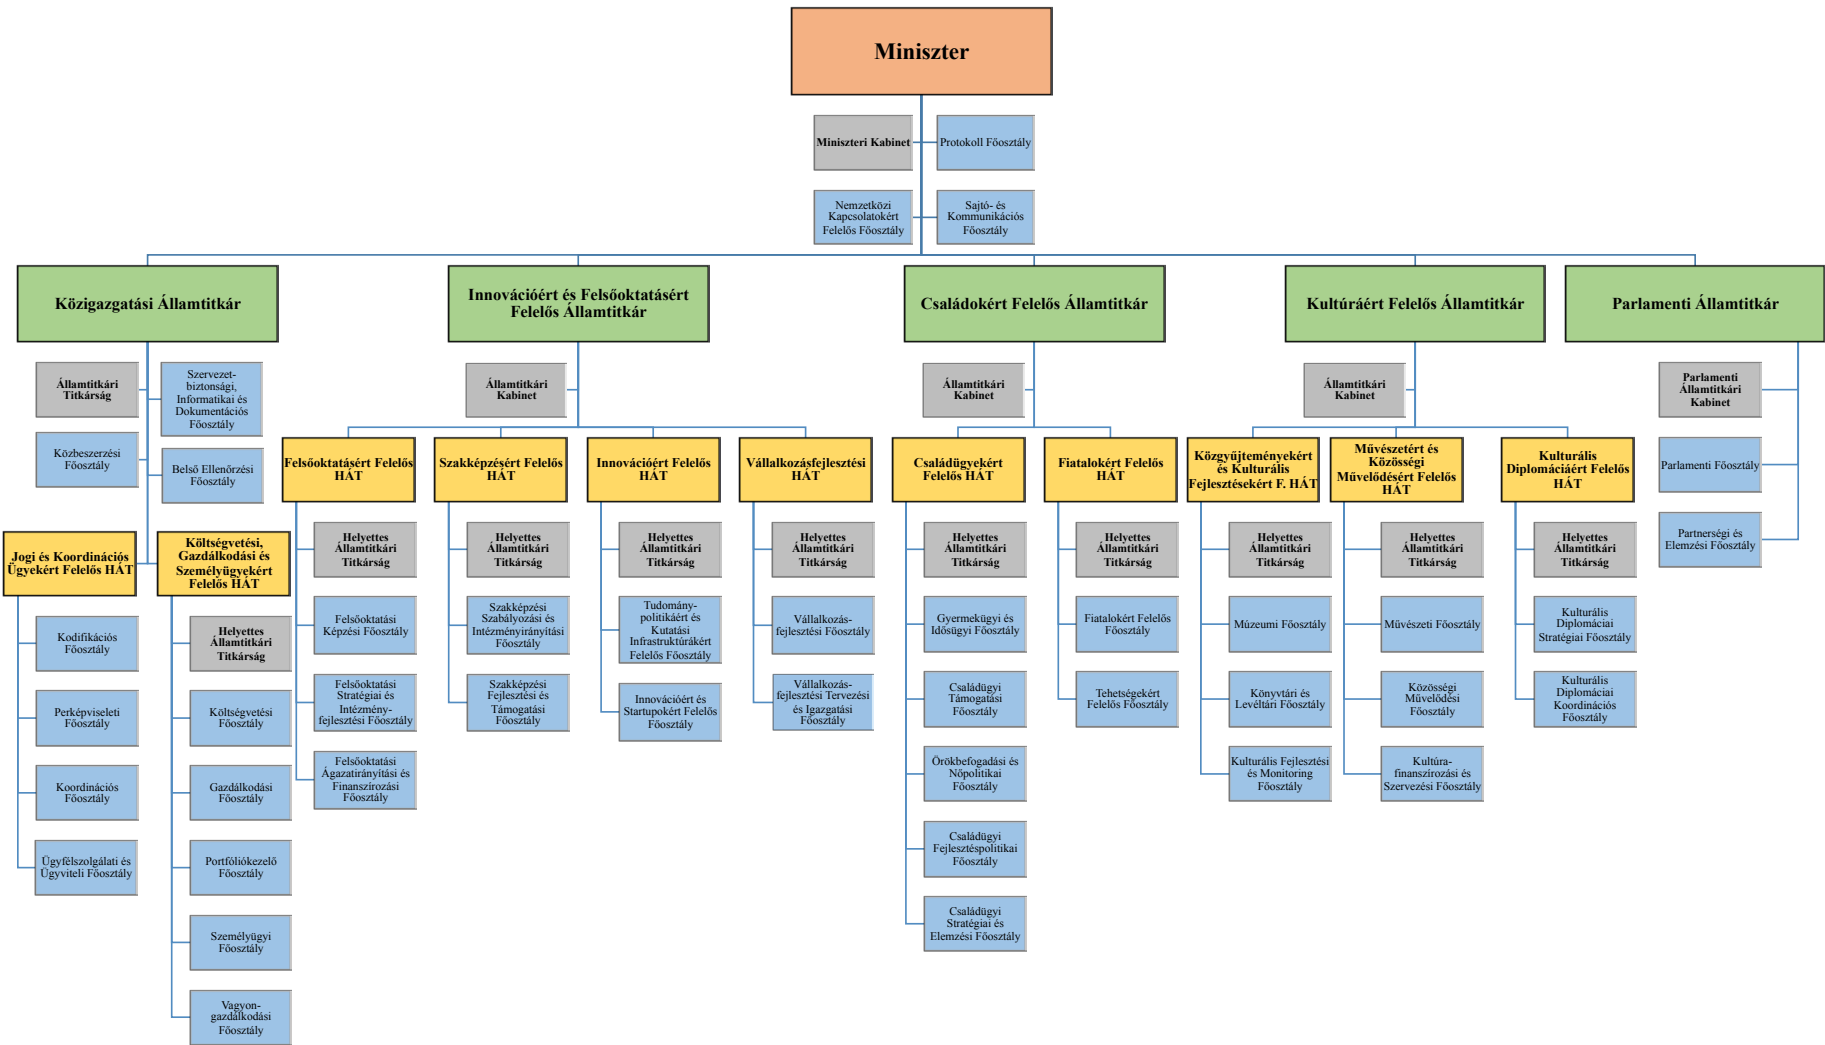 Miniszter
Miniszteri Kabinet
Protokoll Főosztály
Nemzetközi
Kapcsolatokért
Felelős Főosztály
Sajtó- és
Kommunikációs
Főosztály
Közigazgatási Államtitkár
Innovációért és Felsőoktatásért
Felelős Államtitkár
Családokért Felelős Államtitkár
Kultúráért Felelős Államtitkár
Parlamenti Államtitkár
Államtitkári
Titkárság
Szervezet-
biztonsági,
Informatikai és
Dokumentációs
Főosztály
Közbeszerzési
Főosztály
Belső Ellenőrzési
Főosztály
Jogi és Koordinációs
Ügyekért Felelős HÁT
Kodifikációs
Főosztály
Perképviseleti
Főosztály
Koordinációs
Főosztály
Ügyfélszolgálati és
Ügyviteli Főosztály
Költségvetési,
Gazdálkodási és
Személyügyekért
Felelős HÁT
Helyettes
Államtitkári
Titkárság
Költségvetési
Főosztály
Gazdálkodási
Főosztály
Portfóliókezelő
Főosztály
Személyügyi
Főosztály
Vagyon-
gazdálkodási
Főosztály
Államtitkári
Kabinet
Felsőoktatásért Felelős
HÁT
Helyettes
Államtitkári
Titkárság
Felsőoktatási
Képzési Főosztály
Felsőoktatási
Stratégiai és
Intézmény-
fejlesztési Főosztály
Felsőoktatási
Ágazatirányítási és
Finanszírozási
Főosztály
Szakképzésért Felelős
HÁT
Helyettes
Államtitkári
Titkárság
Szakképzési
Szabályozási és
Intézményirányítási
Főosztály
Szakképzési
Fejlesztési és
Támogatási
Főosztály
Innovációért Felelős
HÁT
Helyettes
Államtitkári
Titkárság
Tudomány-
politikáért és
Kutatási
Infrastruktúrákért
Felelős Főosztály
Innovációért és
Startupokért Felelős
Főosztály
Vállalkozásfejlesztési
HÁT
Helyettes
Államtitkári
Titkárság
Vállalkozás-
fejlesztési Főosztály
Vállalkozás-
fejlesztési Tervezési
és Igazgatási
Főosztály
Államtitkári
Kabinet
Családügyekért
Felelős HÁT
Helyettes
Államtitkári
Titkárság
Gyermekügyi és
Idősügyi Főosztály
Családügyi
Támogatási
Főosztály
Örökbefogadási és
Nőpolitikai
Főosztály
Családügyi
Fejlesztéspolitikai
Főosztály
Családügyi
Stratégiai és
Elemzési Főosztály
Fiatalokért Felelős
HÁT
Helyettes
Államtitkári
Titkárság
Fiatalokért Felelős
Főosztály
Tehetségekért
Felelős Főosztály
Államtitkári
Kabinet
Közgyűjteményekért
és Kulturális
Fejlesztésekért F. HÁT
Helyettes
Államtitkári
Titkárság
Múzeumi Főosztály
Könyvtári és
Levéltári Főosztály
Kulturális Fejlesztési
és Monitoring
Főosztály
Művészetért és
Közösségi
Művelődésért Felelős
HÁT
Helyettes
Államtitkári
Titkárság
Művészeti Főosztály
Közösségi
Művelődési
Főosztály
Kultúra-
finanszírozási és
Szervezési Főosztály
Kulturális
Diplomáciáért Felelős
HÁT
Helyettes
Államtitkári
Titkárság
Kulturális
Diplomáciai
Stratégiai Főosztály
Kulturális
Diplomáciai
Koordinációs
Főosztály
Parlamenti
Államtitkári
Kabinet
Parlamenti Főosztály
Partnerségi és
Elemzési Főosztály